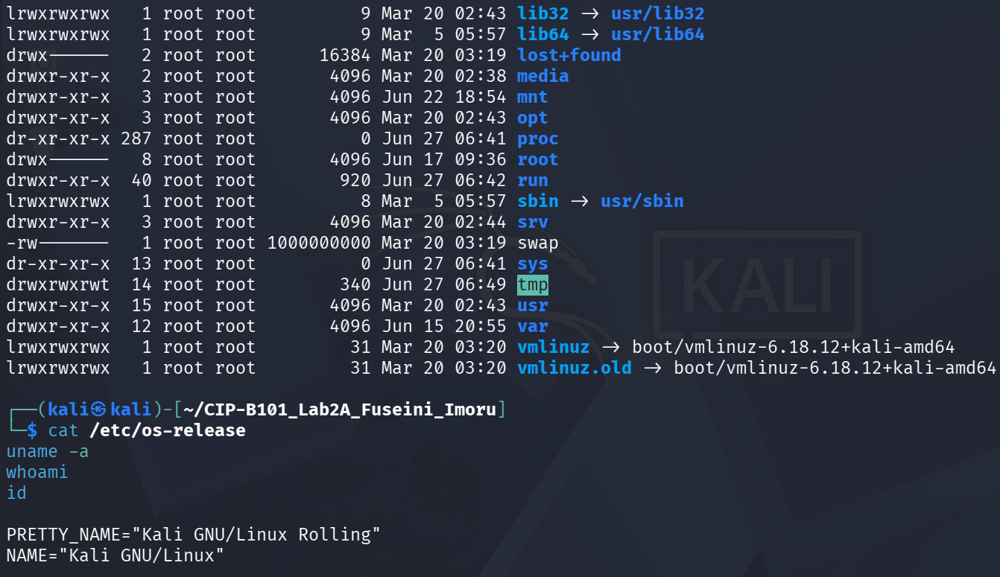 lrwxrwxrwx   1 root root          9 Mar 20 02:43 lib32 → usr/lib32
lrwxrwxrwx   1 root root          9 Mar  5 05:57 lib64 → usr/lib64
drwx------   2 root root      16384 Mar 20 03:19 lost+found
drwxr-xr-x   2 root root       4096 Mar 20 02:38 media
drwxr-xr-x   3 root root       4096 Jun 22 18:54 mnt
drwxr-xr-x   3 root root       4096 Mar 20 02:43 opt
dr-xr-xr-x 287 root root          0 Jun 27 06:41 proc
drwx------   8 root root       4096 Jun 17 09:36 root
drwxr-xr-x  40 root root        920 Jun 27 06:42 run
lrwxrwxrwx   1 root root          8 Mar  5 05:57 sbin → usr/sbin
drwxr-xr-x   3 root root       4096 Mar 20 02:44 srv
-rw-------   1 root root 1000000000 Mar 20 03:19 swap
dr-xr-xr-x  13 root root          0 Jun 27 06:41 sys
drwxrwxrwt  14 root root        340 Jun 27 06:49 tmp
drwxr-xr-x  15 root root       4096 Mar 20 02:43 usr
drwxr-xr-x  12 root root       4096 Jun 15 20:55 var
lrwxrwxrwx   1 root root         31 Mar 20 03:20 vmlinuz → boot/vmlinuz-6.18.12+kali-amd64
lrwxrwxrwx   1 root root         31 Mar 20 03:20 vmlinuz.old → boot/vmlinuz-6.18.12+kali-amd64
KALI
┌──(kali㉿kali)-[~/CIP-B101_Lab2A_Fuseini_Imoru]
└─$ cat /etc/os-release
uname -a
whoami
id
PRETTY_NAME="Kali GNU/Linux Rolling"
NAME="Kali GNU/Linux"